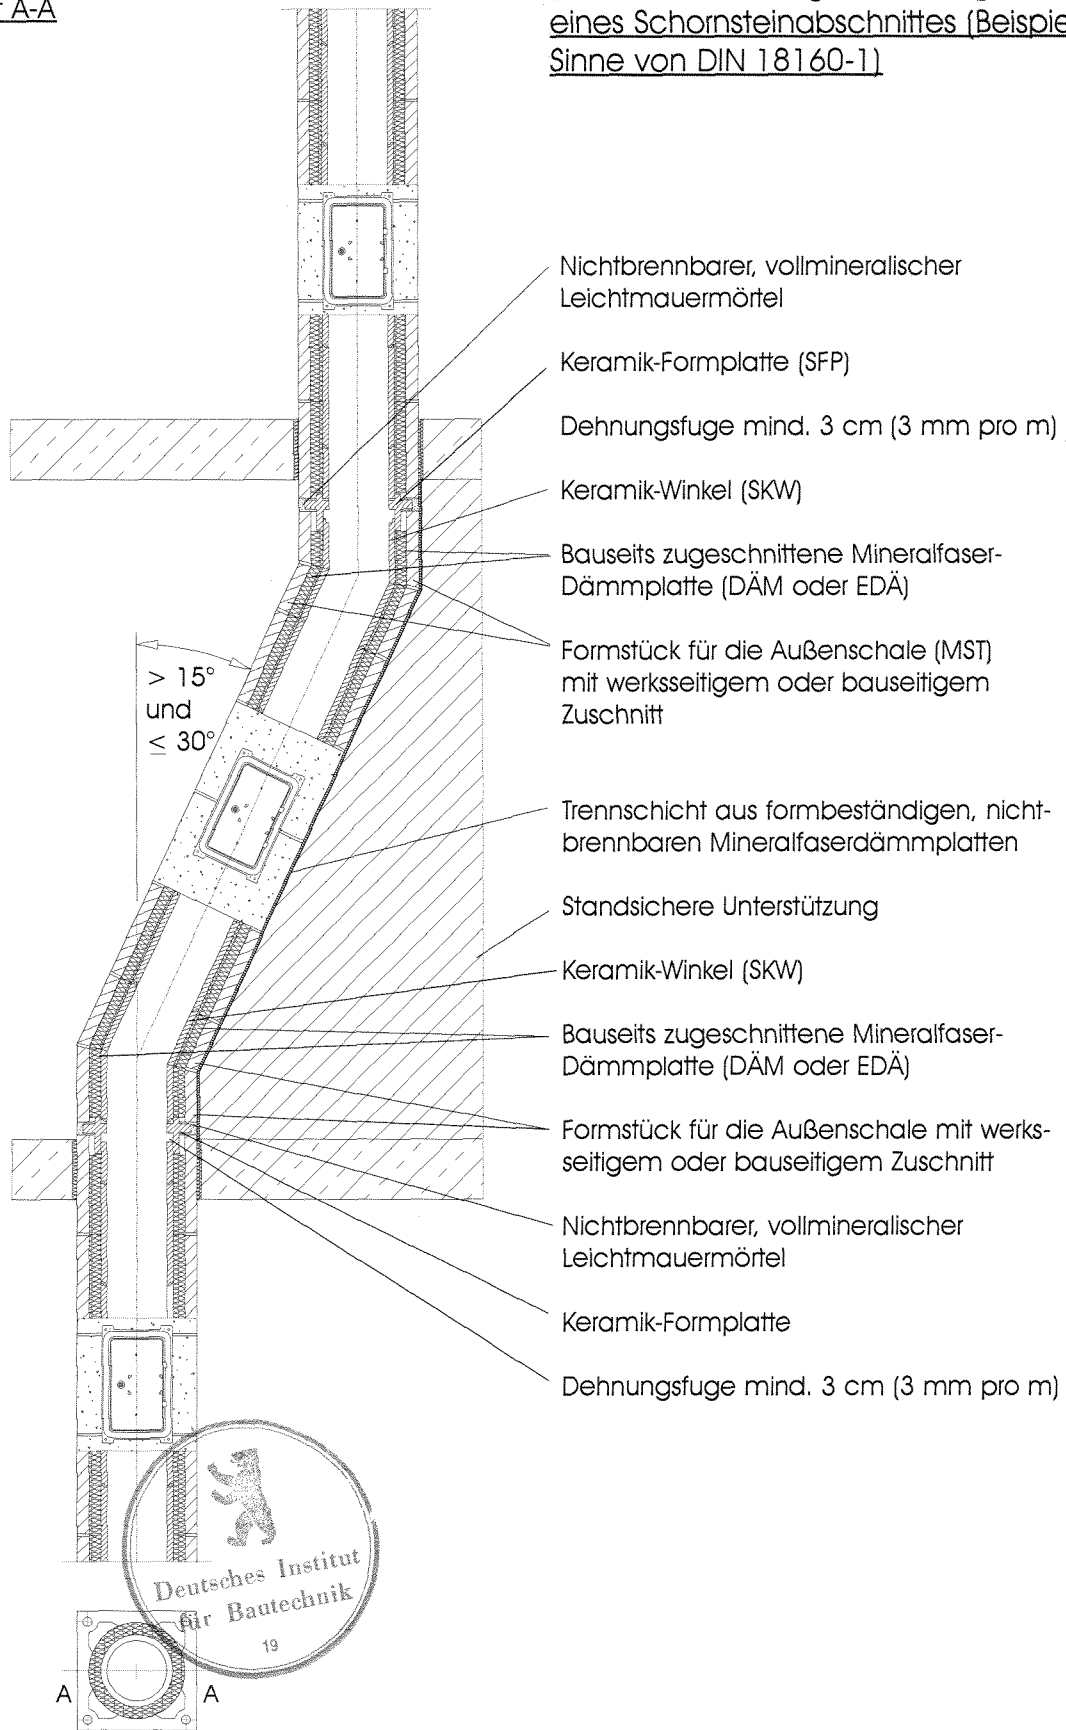 A-A
eines Schornsteinabschnittes (Beispie
Sinne von DIN 18160-1)
Nichtbrennbarer, vollmineralischer
Leichtmauermörtel
Keramik-Formplatte (SFP)
Dehnungsfuge mind. 3 cm (3 mm pro m)
Keramik-Winkel (SKW)
Bauseits zugeschnittene Mineralfaser-
Dämmplatte (DÄM oder EDÄ)
> 15°
und
≤ 30°
Formstück für die Außenschale (MST)
mit werksseitigem oder bauseitigem
Zuschnitt
Trennschicht aus formbeständigen, nicht-
brennbaren Mineralfaserdämmplatten
Standsichere Unterstützung
Keramik-Winkel (SKW)
Bauseits zugeschnittene Mineralfaser-
Dämmplatte (DÄM oder EDÄ)
Formstück für die Außenschale mit werks-
seitigem oder bauseitigem Zuschnitt
Nichtbrennbarer, vollmineralischer
Leichtmauermörtel
Keramik-Formplatte
Dehnungsfuge mind. 3 cm (3 mm pro m)
Deutsches Institut
für Bautechnik
19
A A